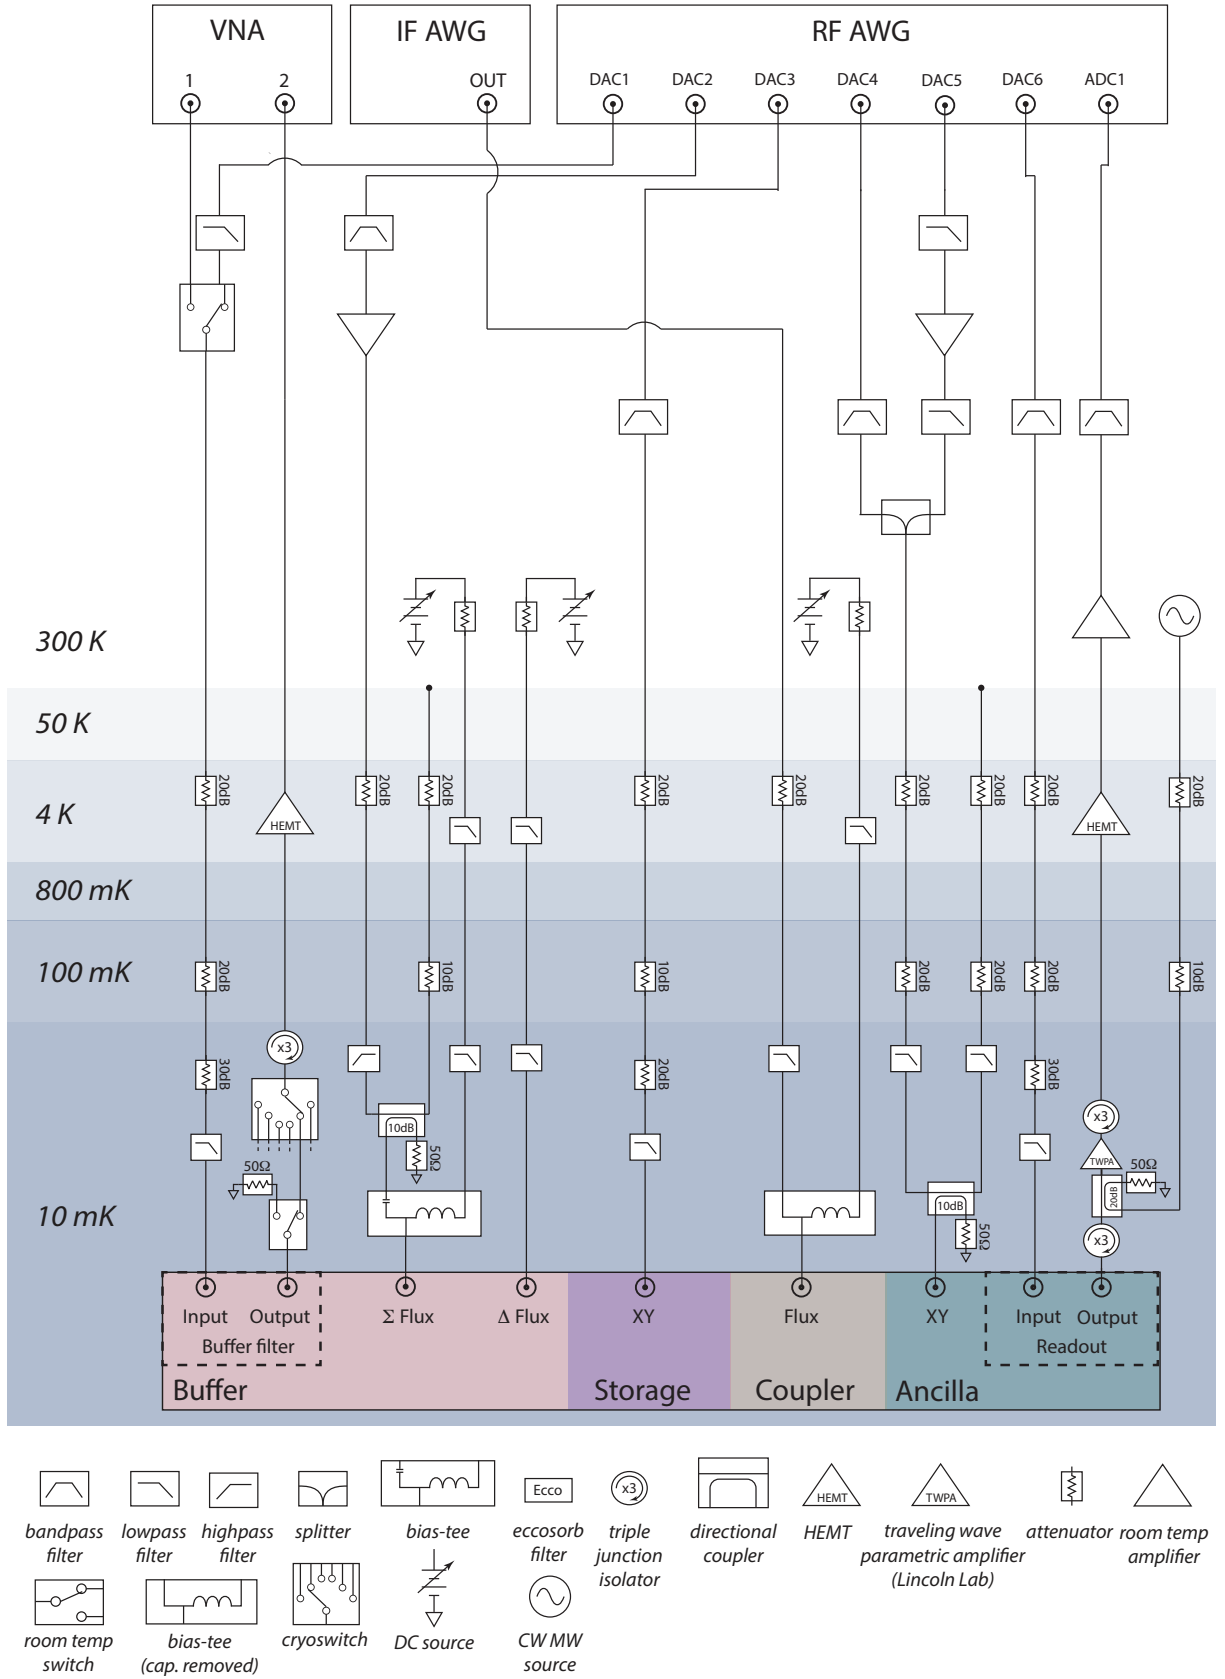 VNA
IF AWG
RF AWG
1
2
OUT
DAC1
DAC2
DAC3
DAC4
DAC5
DAC6
ADC1
300 K
50 K
4 K
20dB
HEMT
20dB
20dB
20dB
20dB
20dB
20dB
20dB
HEMT
20dB
800 mK
100 mK
20dB
10dB
10dB
20dB
20dB
20dB
10dB
10 mK
x3
30dB
20dB
30dB
10dB
50Ω
50Ω
x3
TWPA
50Ω
20dB
10dB
50Ω
x3
Input
Output
Σ Flux
Δ Flux
XY
Flux
XY
Input
Output
Buffer filter
Readout
Buffer
Storage
Coupler
Ancilla
Ecco
x3
HEMT
TWPA
bandpass
filter
lowpass
filter
highpass
filter
splitter
bias-tee
eccosorb
filter
triple
junction
isolator
directional
coupler
HEMT
traveling wave
parametric amplifier
(Lincoln Lab)
attenuator
room temp
amplifier
room temp
switch
bias-tee
(cap. removed)
cryoswitch
DC source
CW MW
source